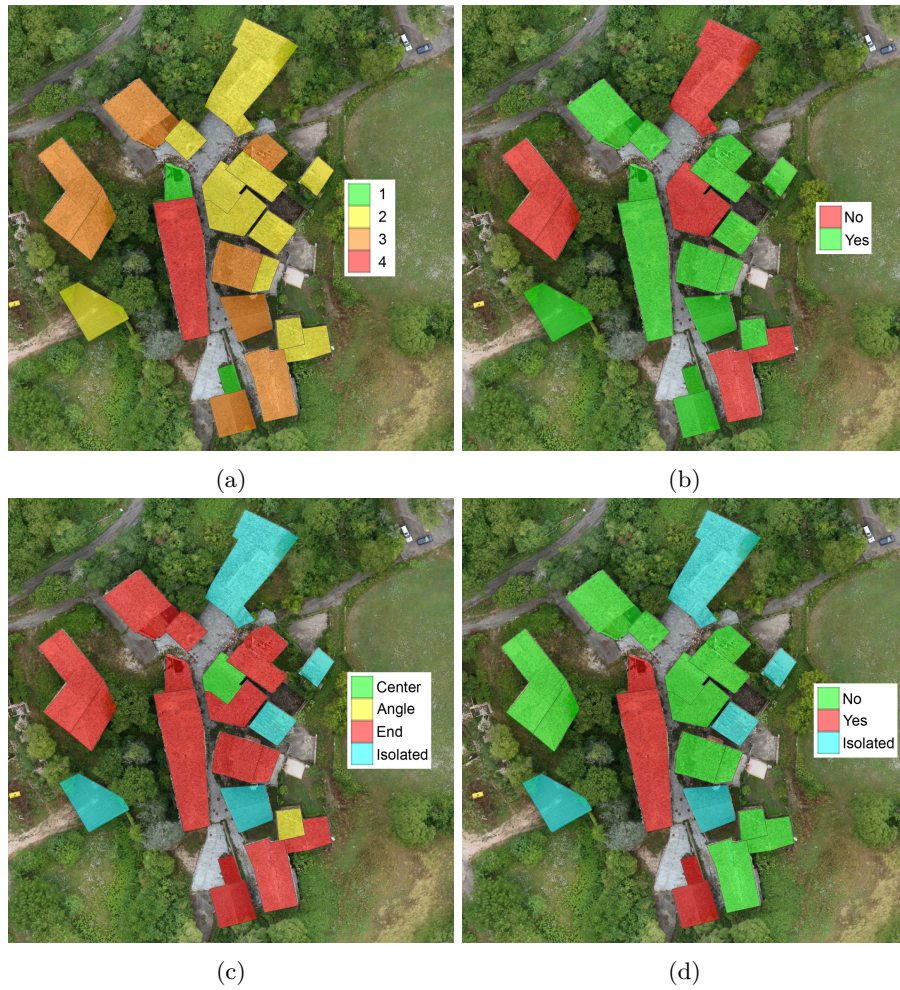 1
2
3
4
No
Yes
(a)
(b)
Center
Angle
End
Isolated
No
Yes
Isolated
(c)
(d)